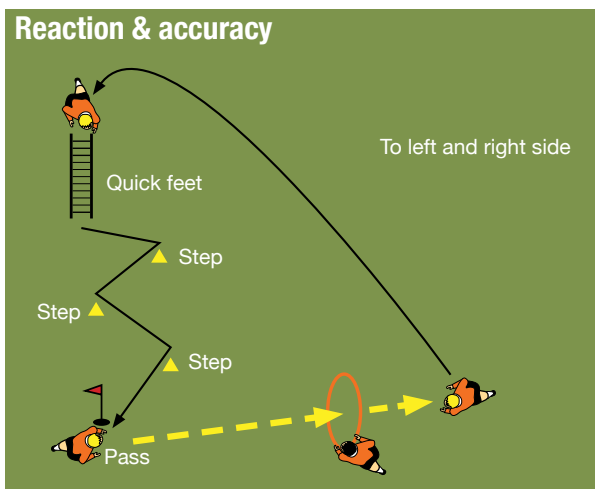 Reaction & accuracy
To left and right side
Quick feet
Step
Step
Step
Pass